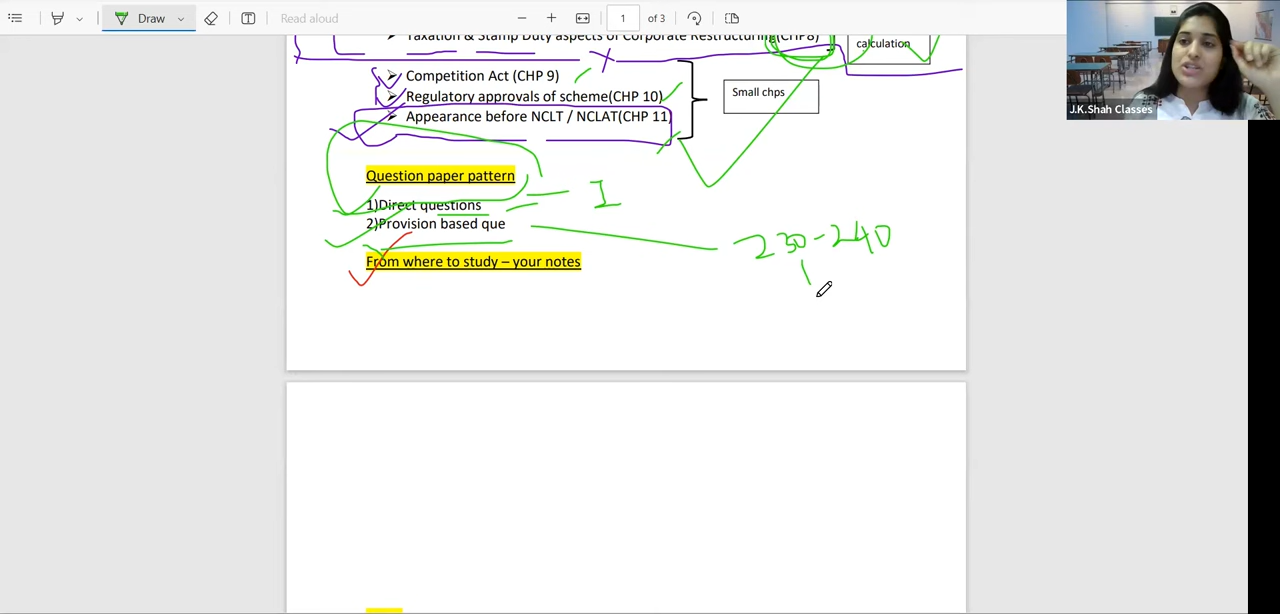 Draw
Read aloud
1 of 3
Taxation & Stamp Duty aspects of Corporate Restructuring(CHP8)
calculation
➤ Competition Act (CHP 9)
➤ Regulatory approvals of scheme(CHP 10)
➤ Appearance before NCLT / NCLAT(CHP 11)
Small chps
Question paper pattern
1)Direct questions
I
2)Provision based que
230-240
From where to study – your notes
J.K.Shah Classes